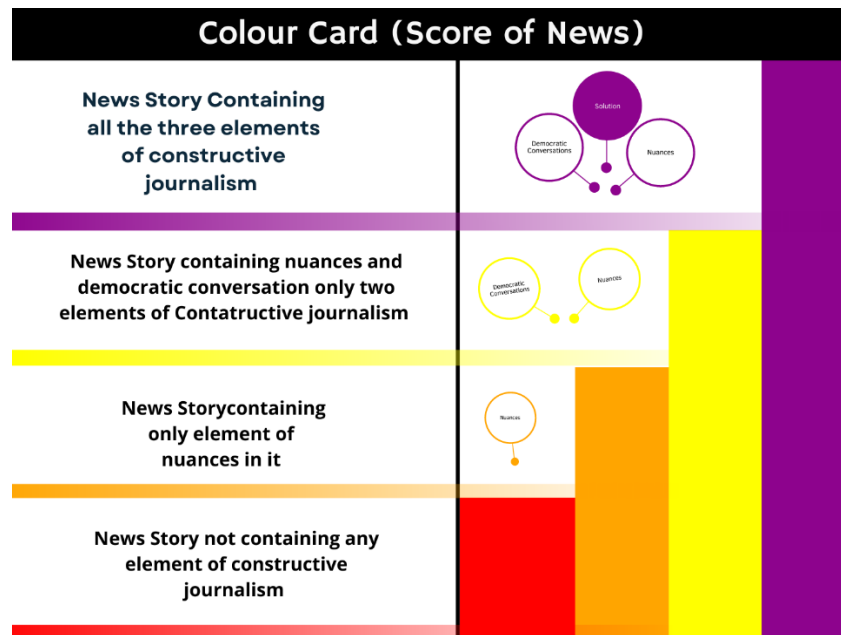 Colour Card (Score of News)
News Story Containing
all the three elements
of constructive
journalism
Solution
Democratic
Conversations
Nuances
News Story containing nuances and
democratic conversation only two
elements of Contatructive journalism
Democratic
Conversations
Nuances
News Storycontaining
only element of
nuances in it
Nuances
News Story not containing any
element of constructive
journalism